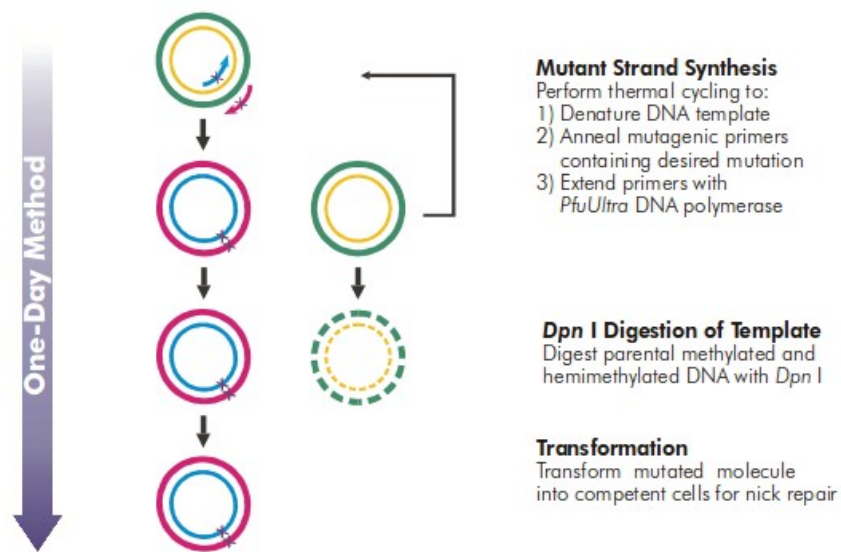 One-Day Method
Mutant Strand Synthesis
Perform thermal cycling to:
1) Denature DNA template
2) Anneal mutagenic primers
containing desired mutation
3) Extend primers with
PfuUltra DNA polymerase
Dpn I Digestion of Template
Digest parental methylated and
hemimethylated DNA with Dpn I
Transformation
Transform mutated molecule
into competent cells for nick repair